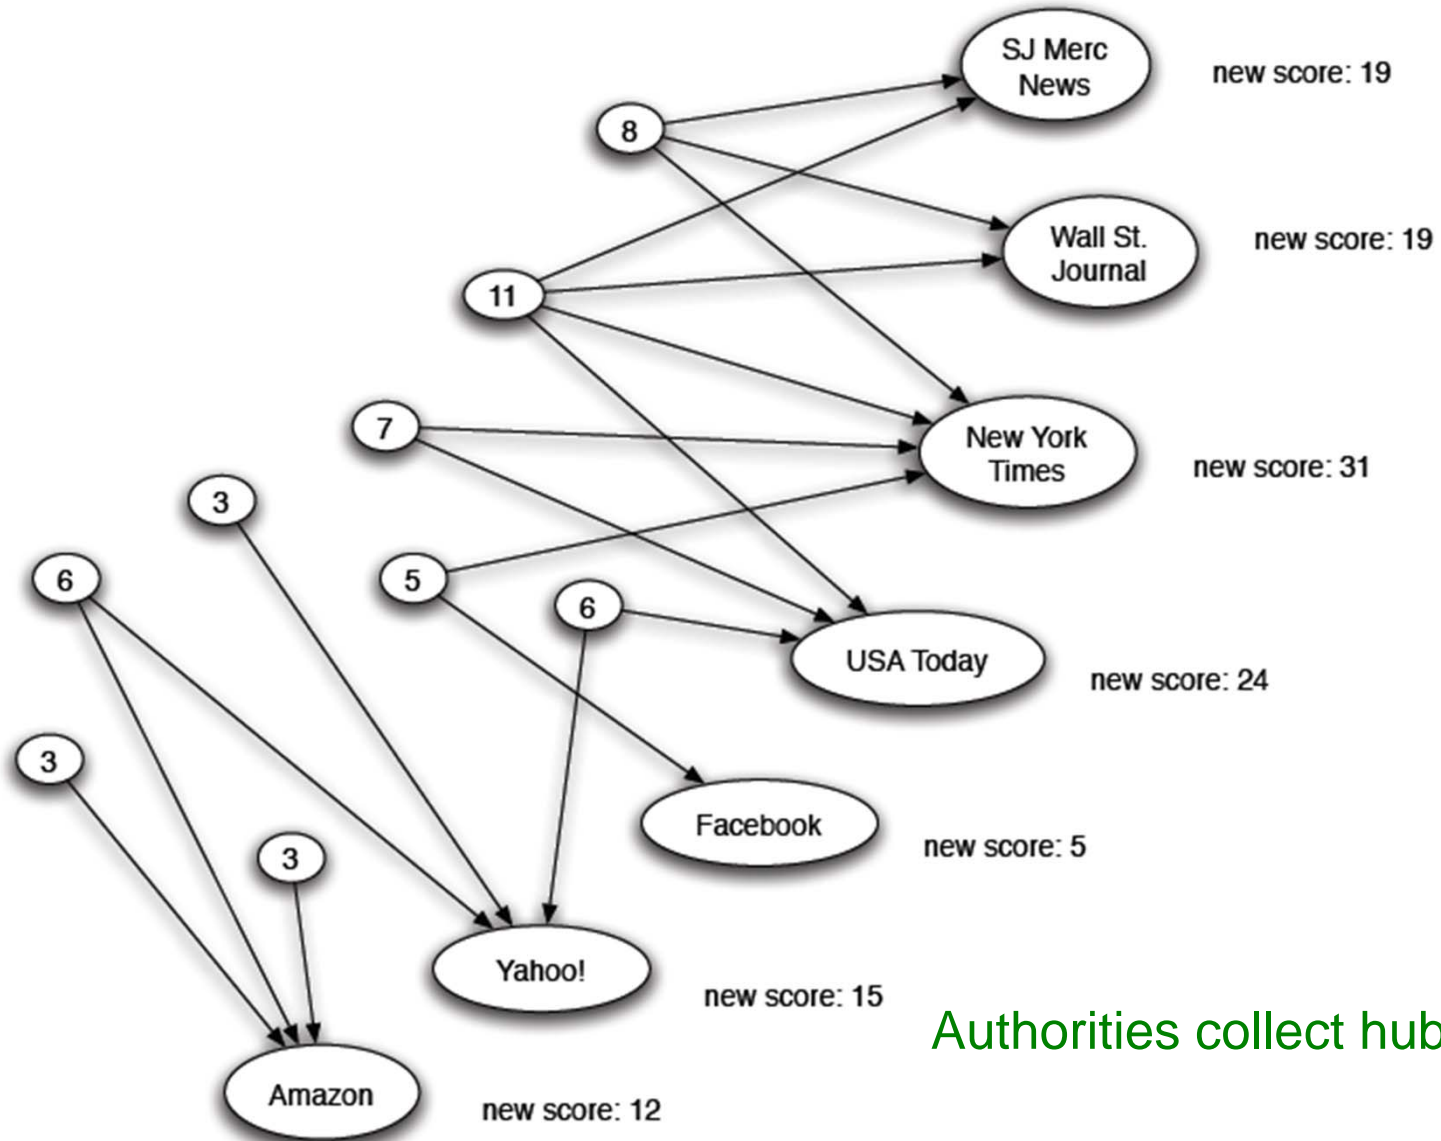 SJ Merc
News
new score: 19
8
Wall St.
Journal
new score: 19
11
7
New York
Times
new score: 31
3
6
5
6
USA Today
new score: 24
3
Facebook
new score: 5
3
Yahoo!
new score: 15
Authorities collect hub
Amazon
new score: 12